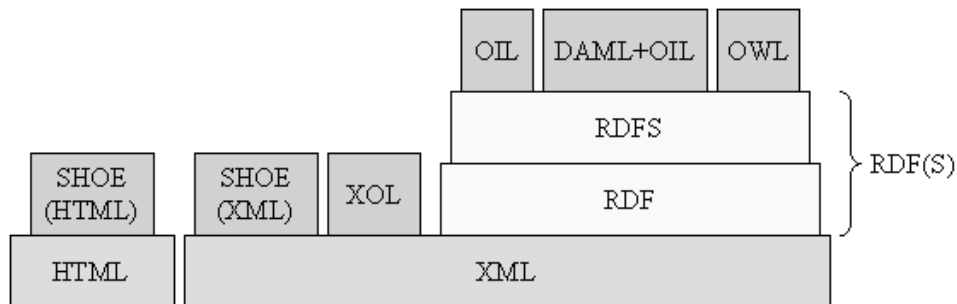 OIL
DAML+OIL
OWL
RDFS
RDF(S)
SHOE
(HTML)
SHOE
(XML)
XOL
RDF
HTML
XML